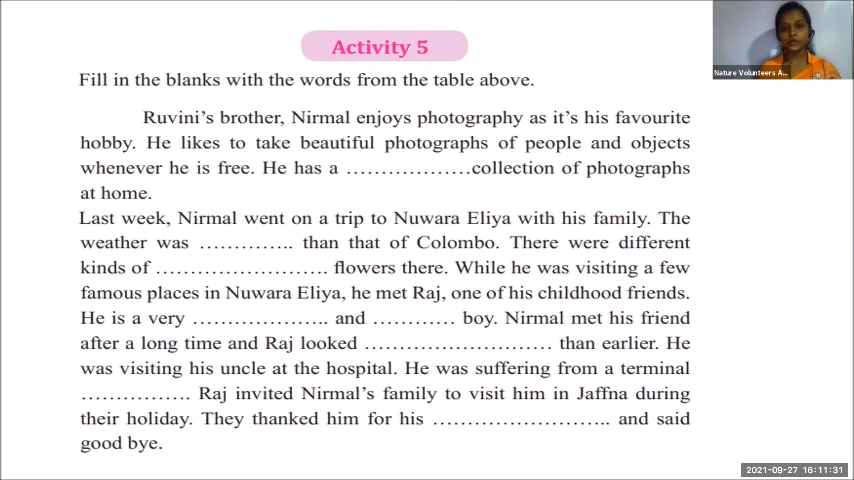 Activity 5
Fill in the blanks with the words from the table above.
Ruvini's brother, Nirmal enjoys photography as it's his favourite
hobby. He likes to take beautiful photographs of people and objects
whenever he is free. He has a ………………collection of photographs
at home.
Last week, Nirmal went on a trip to Nuwara Eliya with his family. The
weather was ………….. than that of Colombo. There were different
kinds of ……………………. flowers there. While he was visiting a few
famous places in Nuwara Eliya, he met Raj, one of his childhood friends.
He is a very ……………….. and ………… boy. Nirmal met his friend
after a long time and Raj looked ………………………… than earlier. He
was visiting his uncle at the hospital. He was suffering from a terminal
……………. Raj invited Nirmal's family to visit him in Jaffna during
their holiday. They thanked him for his …………………….. and said
good bye.
Nature Volunteers A...
2021-09-27 16:11:31